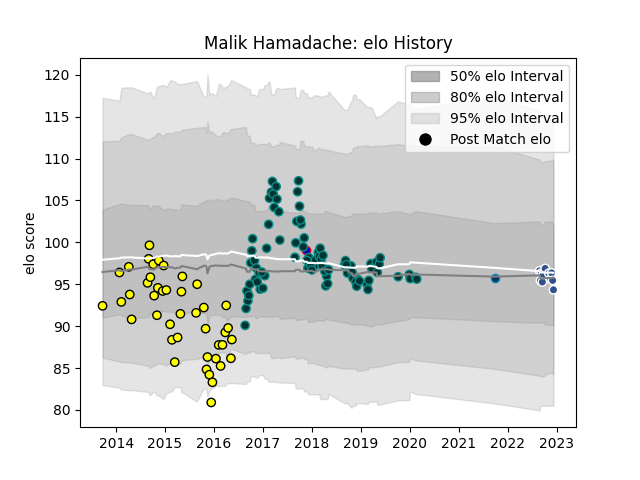 Malik Hamadache: elo History
50% elo Interval
80% elo Interval
95% elo Interval
Post Match elo
elo score
120
115
110
105
100
95
90
85
80
2014 2015 2016 2017 2018 2019 2020 2021 2022 2023